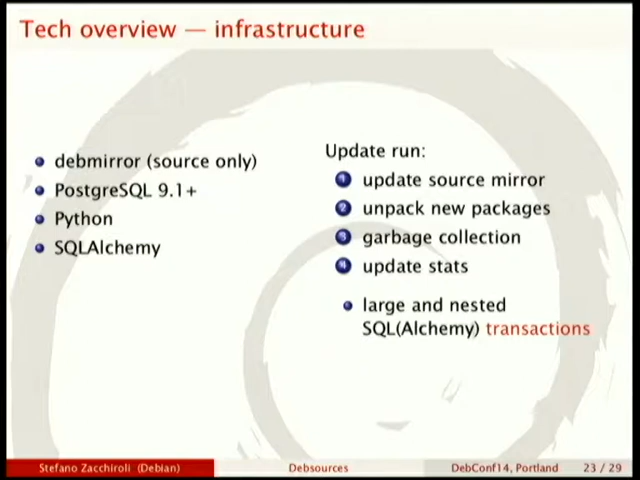 Tech overview — infrastructure
debmirror (source only)
PostgreSQL 9.1+
Python
SQLAlchemy
Update run:
1 update source mirror
2 unpack new packages
3 garbage collection
4 update stats
large and nested
SQL(Alchemy) transactions
Stefano Zacchiroli (Debian)
Debsources
DebConf14, Portland
23 / 29